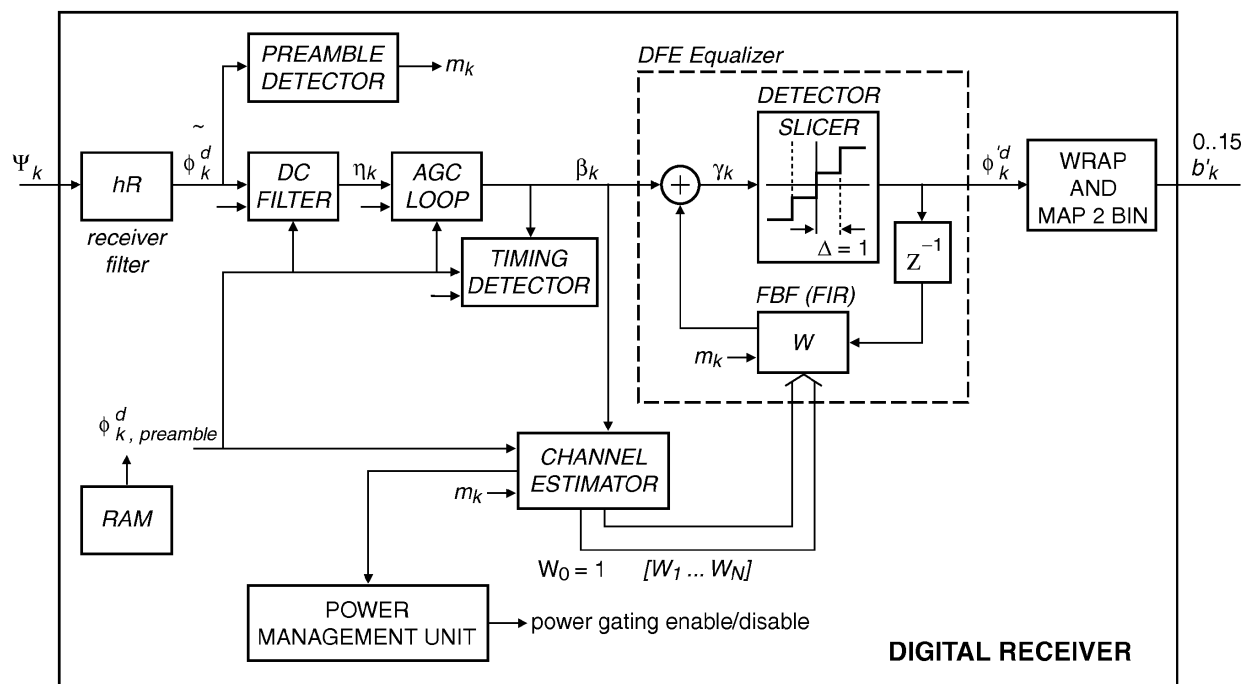 PREAMBLE
DETECTOR
m_k
DFE Equalizer
DETECTOR
SLICER
Δ = 1
Ψ_k
hR
receiver
filter
~
ϕ_k^d
DC
FILTER
η_k
AGC
LOOP
β_k
+
γ_k
ϕ'_k^d
WRAP
AND
MAP 2 BIN
0..15
b'_k
TIMING
DETECTOR
Z^−1
FBF (FIR)
W
m_k
ϕ^d_k, preamble
RAM
CHANNEL
ESTIMATOR
m_k
W_0 = 1
[W_1 ... W_N]
POWER
MANAGEMENT UNIT
power gating enable/disable
DIGITAL RECEIVER